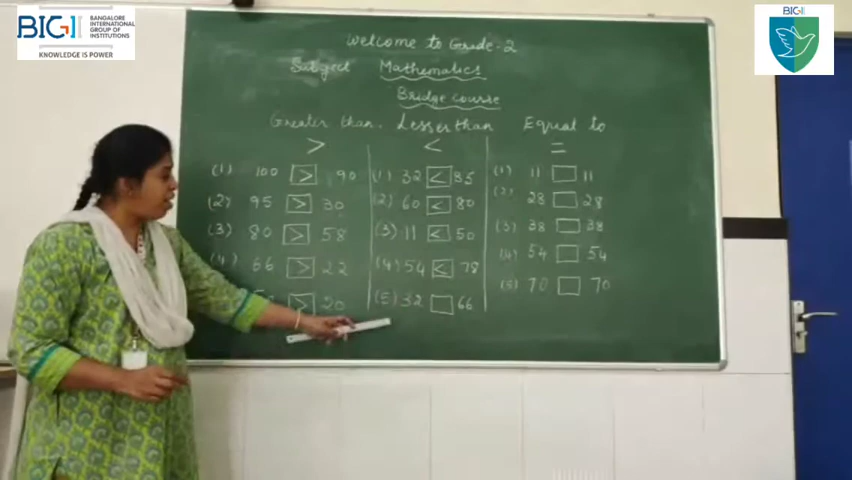 BIGI
BANGALORE
INTERNATIONAL
GROUP OF
INSTITUTIONS
KNOWLEDGE IS POWER
BIGI
Welcome to Grade-2
Subject Mathematics
Bridge course
Greater than. Lesser than Equal to
> < =
(1) 100 > 90 (1) 32 < 85 (1) 11 11
(2) 95 > 30 (2) 60 < 80 (2) 28 28
(3) 80 > 58 (3) 11 < 50 (3) 38 38
(4) 66 > 22 (4) 54 < 78 (4) 54 54
> 20 (5) 32 66 (5) 70 70